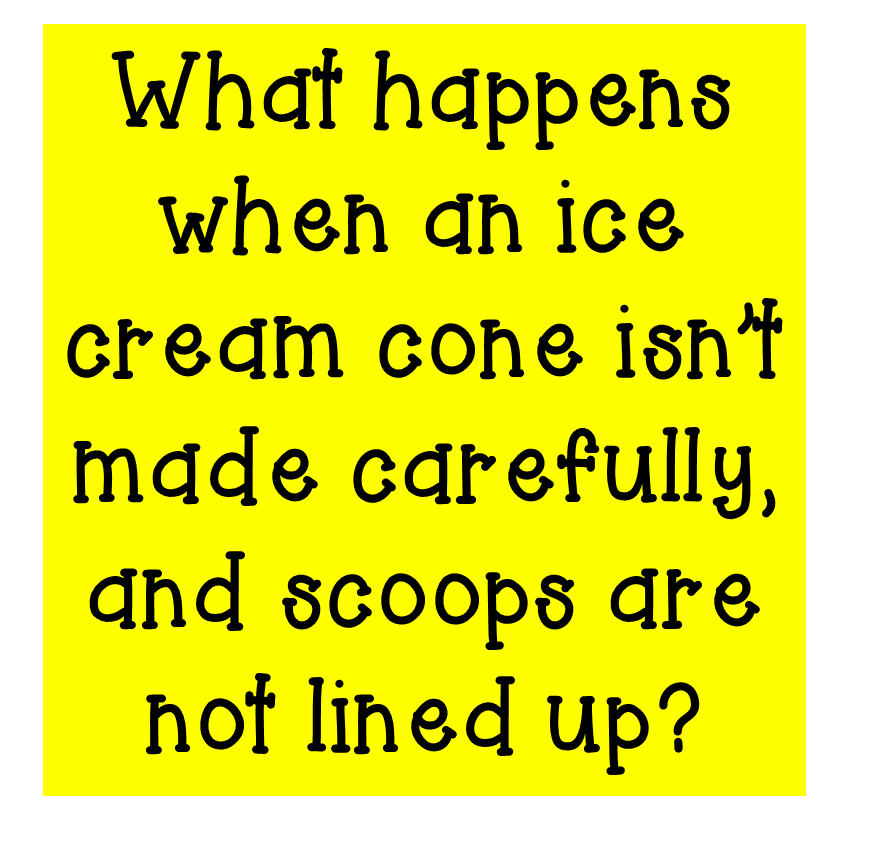 What happens
when an ice
cream cone isn't
made carefully,
and scoops are
not lined up?